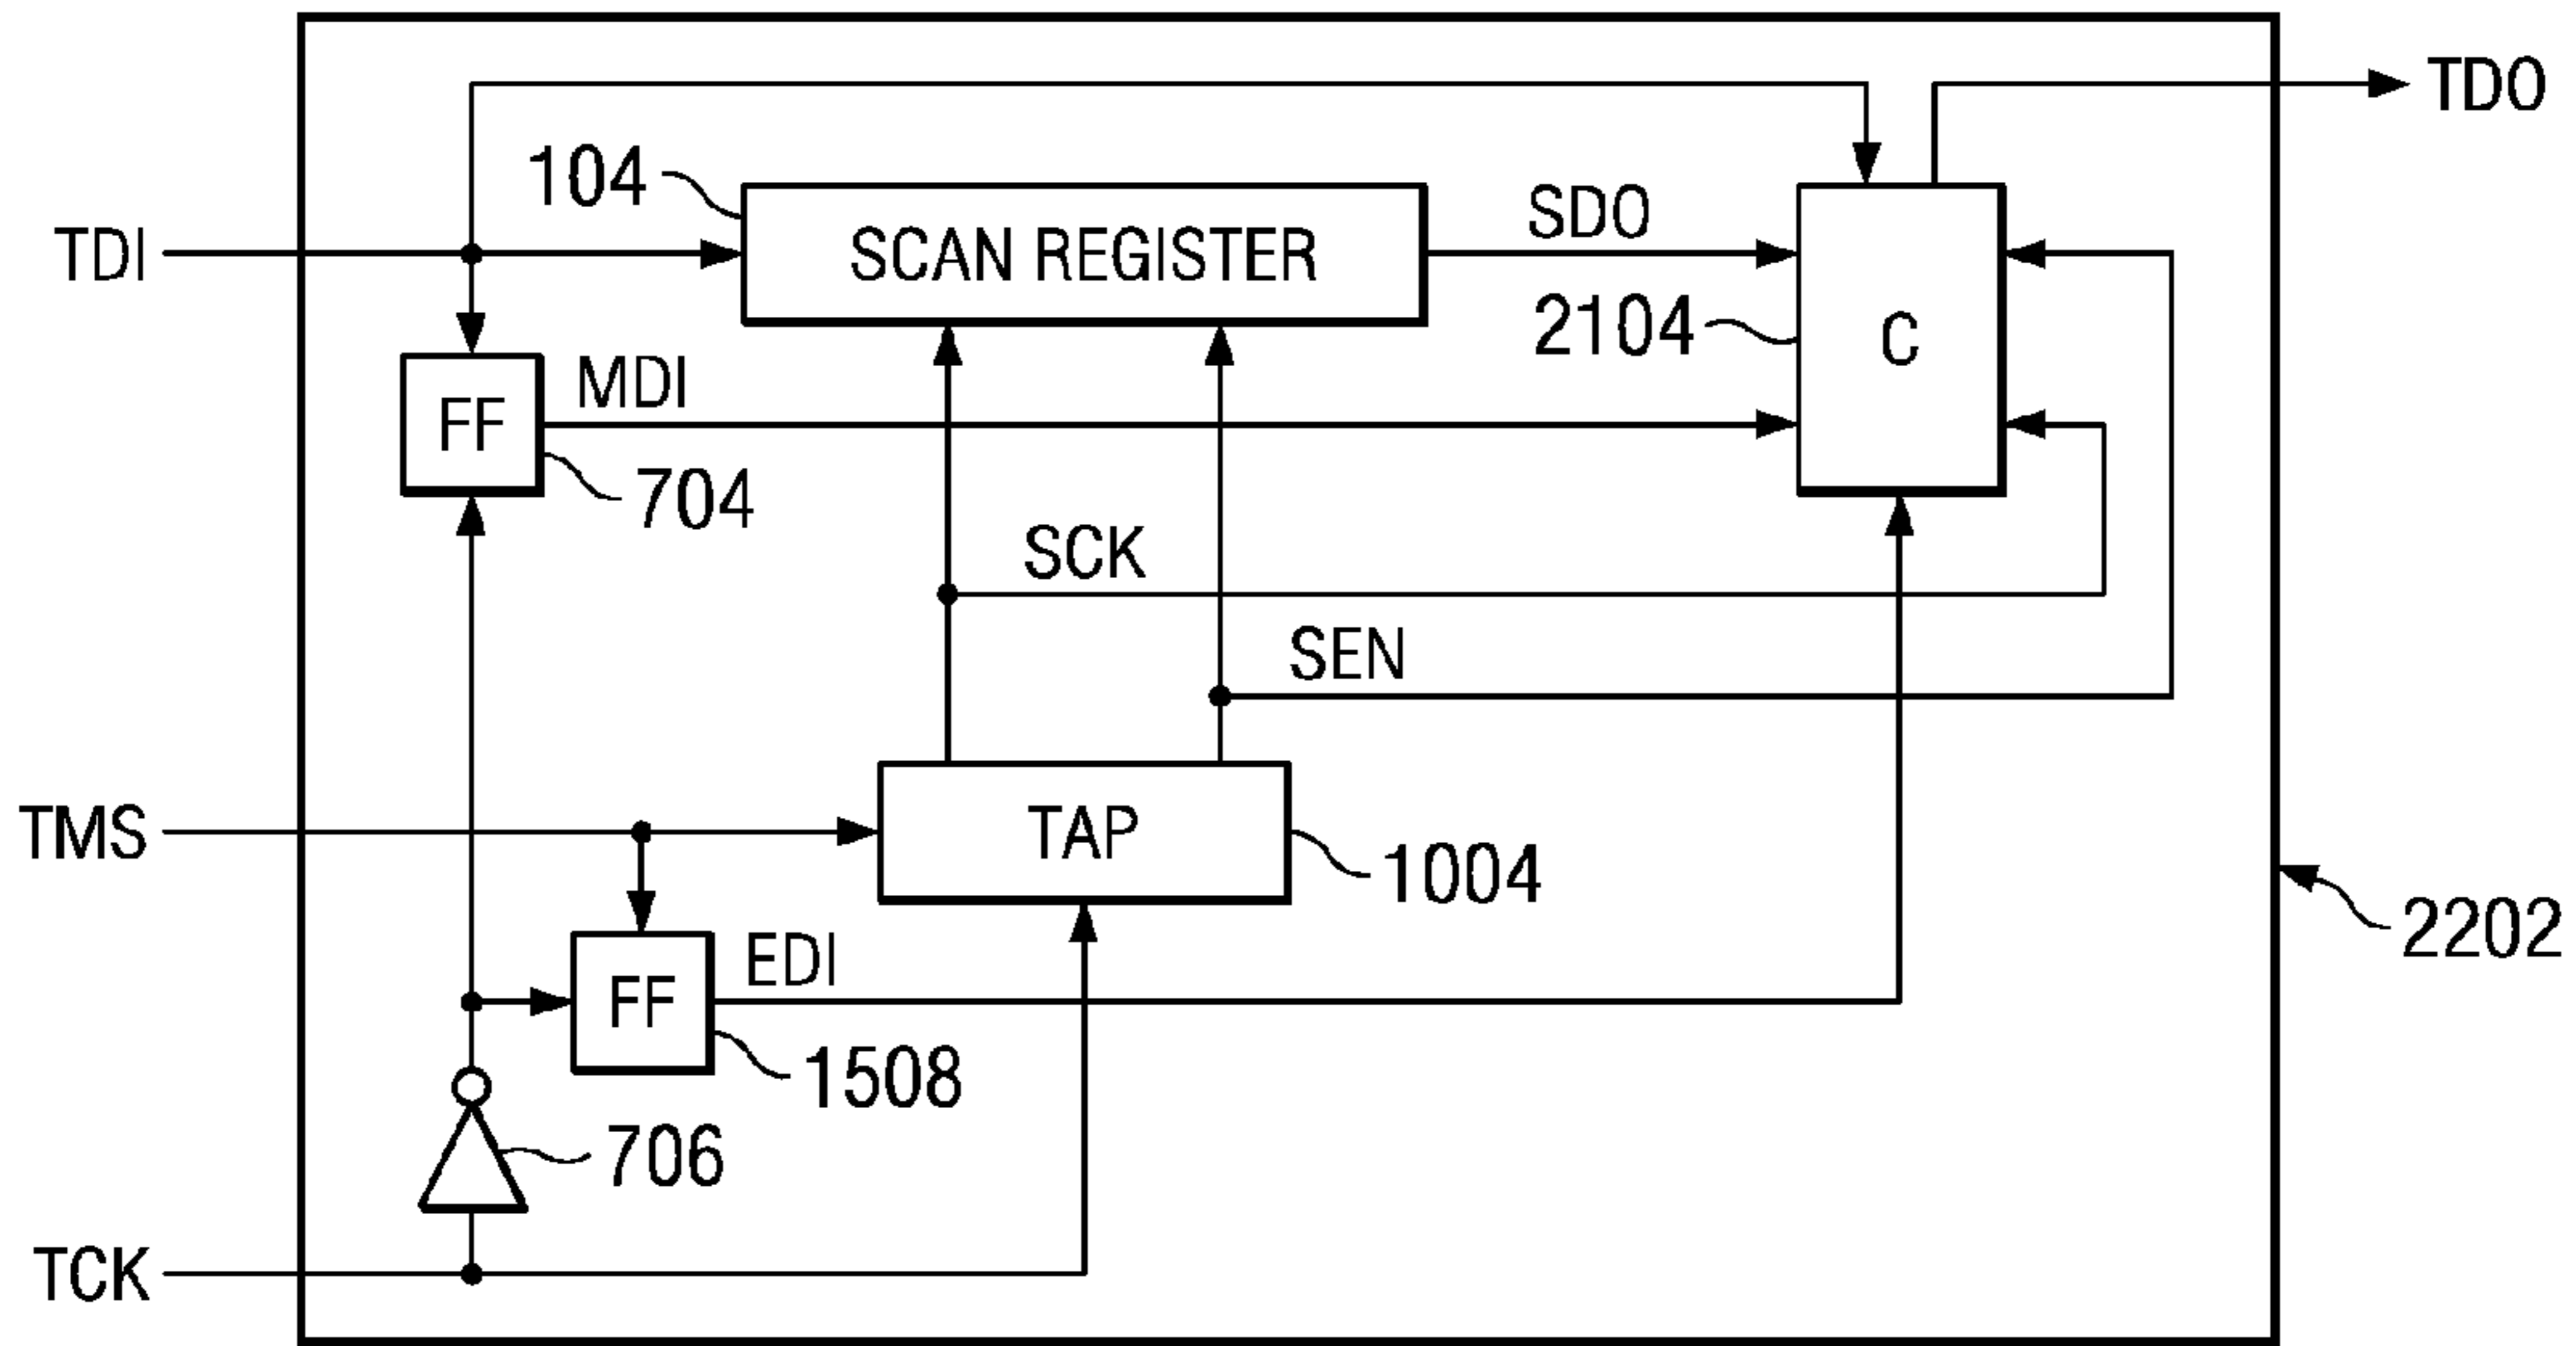 TDO
104
SDO
TDI
SCAN REGISTER
2104
C
MDI
FF
704
SCK
SEN
TMS
TAP
1004
2202
EDI
FF
1508
706
TCK